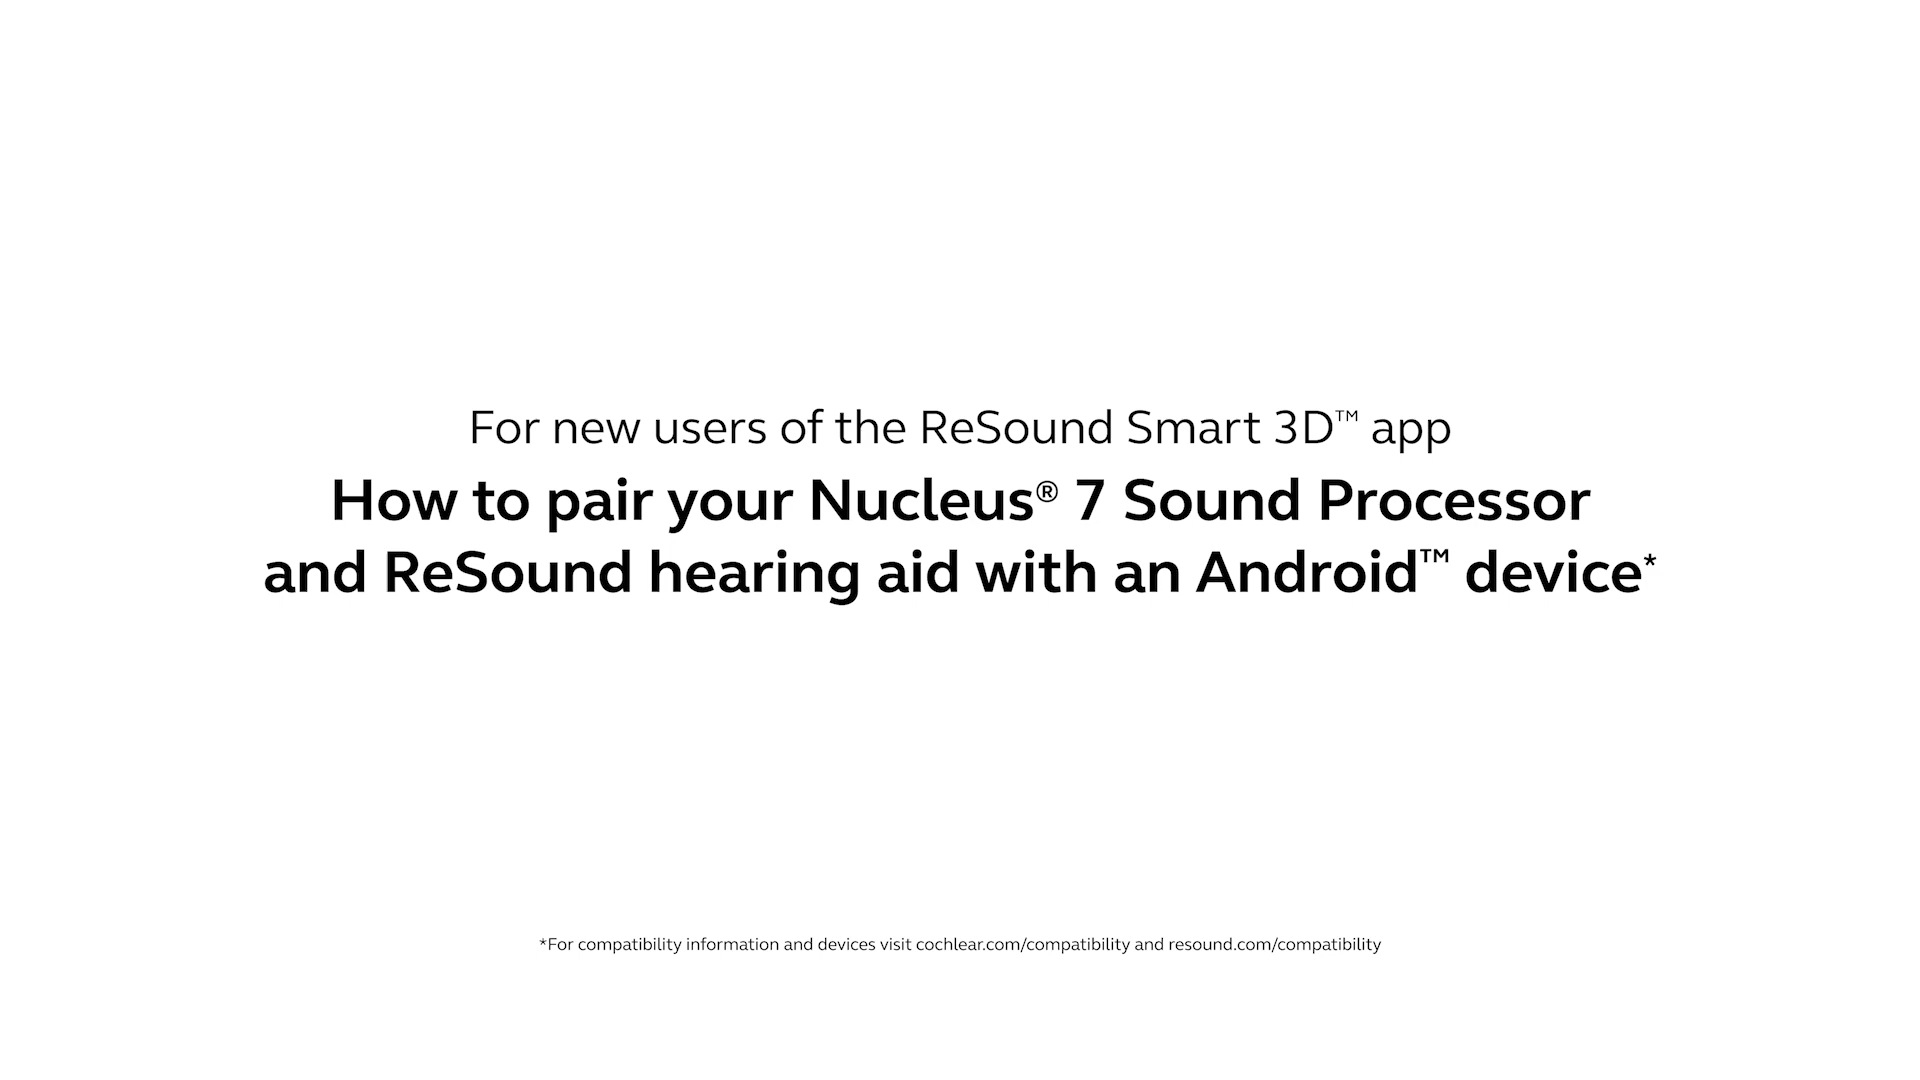 For new users of the ReSound Smart 3D™ app
How to pair your Nucleus® 7 Sound Processor
and ReSound hearing aid with an Android™ device*
*For compatibility information and devices visit cochlear.com/compatibility and resound.com/compatibility